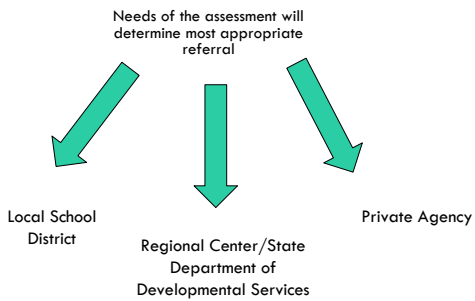 Needs of the assessment will
determine most appropriate
referral
Local School
District
Regional Center/State
Department of
Developmental Services
Private Agency